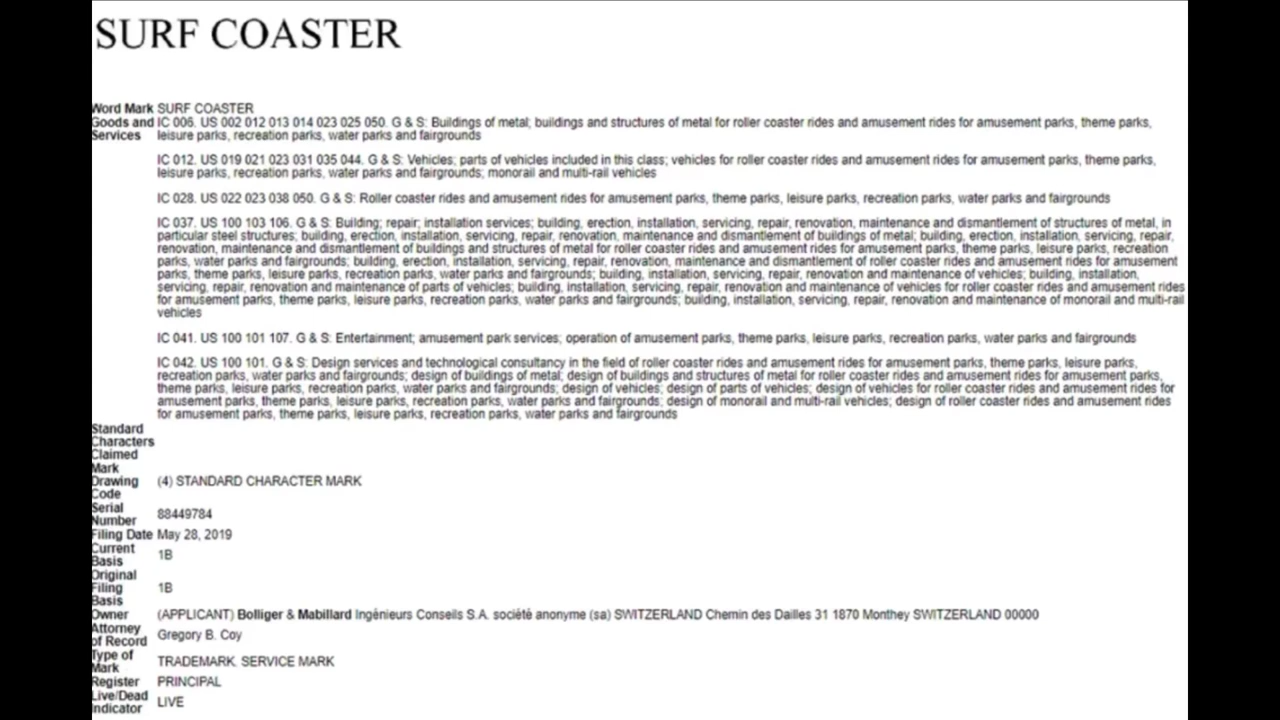 SURF COASTER
Word Mark SURF COASTER
Goods and IC 006. US 002 012 013 014 023 025 050. G & S: Buildings of metal; buildings and structures of metal for roller coaster rides and amusement rides for amusement parks, theme parks,
Services leisure parks, recreation parks, water parks and fairgrounds
IC 012. US 019 021 023 031 035 044. G & S: Vehicles; parts of vehicles included in this class; vehicles for roller coaster rides and amusement rides for amusement parks, theme parks,
leisure parks, recreation parks, water parks and fairgrounds; monorail and multi-rail vehicles
IC 028. US 022 023 038 050. G & S: Roller coaster rides and amusement rides for amusement parks, theme parks, leisure parks, recreation parks, water parks and fairgrounds
IC 037. US 100 103 106. G & S: Building; repair; installation services; building, erection, installation, servicing, repair, renovation, maintenance and dismantlement of structures of metal, in
particular steel structures; building, erection, installation, servicing, repair, renovation, maintenance and dismantlement of buildings of metal; building, erection, installation, servicing, repair,
renovation, maintenance and dismantlement of buildings and structures of metal for roller coaster rides and amusement rides for amusement parks, theme parks, leisure parks, recreation
parks, water parks and fairgrounds; building, erection, installation, servicing, repair, renovation, maintenance and dismantlement of roller coaster rides and amusement rides for amusement
parks, theme parks, leisure parks, recreation parks, water parks and fairgrounds; building, installation, servicing, repair, renovation and maintenance of vehicles; building, installation,
servicing, repair, renovation and maintenance of parts of vehicles; building, installation, servicing, repair, renovation and maintenance of vehicles for roller coaster rides and amusement rides
for amusement parks, theme parks, leisure parks, recreation parks, water parks and fairgrounds; building, installation, servicing, repair, renovation and maintenance of monorail and multi-rail
vehicles
IC 041. US 100 101 107. G & S: Entertainment; amusement park services; operation of amusement parks, theme parks, leisure parks, recreation parks, water parks and fairgrounds
IC 042. US 100 101. G & S: Design services and technological consultancy in the field of roller coaster rides and amusement rides for amusement parks, theme parks, leisure parks,
recreation parks, water parks and fairgrounds; design of buildings of metal; design of buildings and structures of metal for roller coaster rides and amusement rides for amusement parks,
theme parks, leisure parks, recreation parks, water parks and fairgrounds; design of vehicles; design of parts of vehicles; design of vehicles for roller coaster rides and amusement rides for
amusement parks, theme parks, leisure parks, recreation parks, water parks and fairgrounds; design of monorail and multi-rail vehicles; design of roller coaster rides and amusement rides
for amusement parks, theme parks, leisure parks, recreation parks, water parks and fairgrounds
Standard
Characters
Claimed
Mark
Drawing (4) STANDARD CHARACTER MARK
Code
Serial
Number 88449784
Filing Date May 28, 2019
Current
Basis 1B
Original
Filing 1B
Basis
Owner (APPLICANT) Bolliger & Mabillard Ingénieurs Conseils S.A. société anonyme (sa) SWITZERLAND Chemin des Dailles 31 1870 Monthey SWITZERLAND 00000
Attorney
of Record Gregory B. Coy
Type of
Mark TRADEMARK. SERVICE MARK
Register PRINCIPAL
Live/Dead
Indicator LIVE